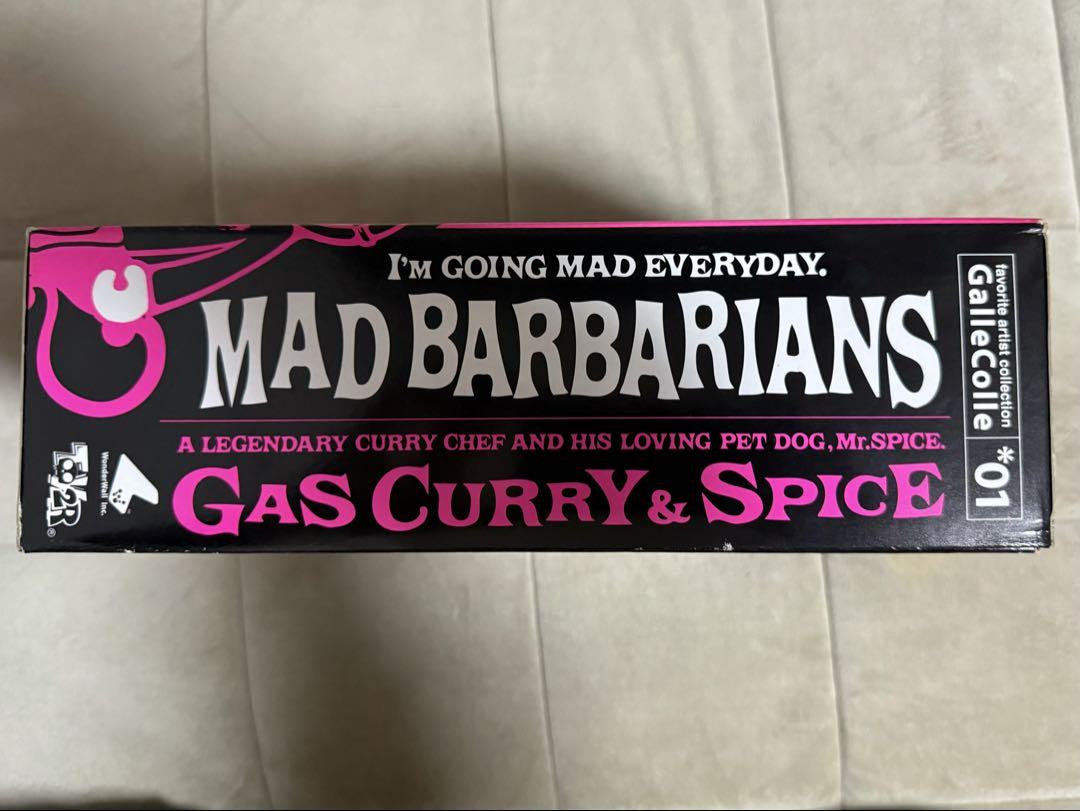 I'M GOING MAD EVERYDAY.
MAD BARBARIANS
A LEGENDARY CURRY CHEF AND HIS LOVING PET DOG, Mr.SPICE.
GAS CURRY & SPICE
favorite artist collection
GalleColle *01
WonderWall Inc.
TOY2R®